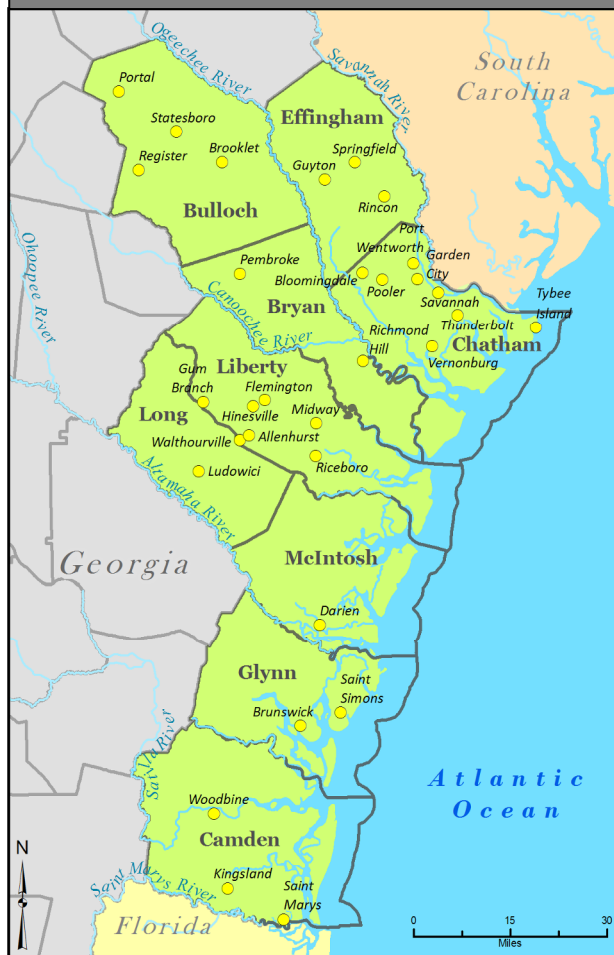 Ogeechee River
Savannah River
South
Carolina
Portal
Effingham
Statesboro
Brooklet
Springfield
Register
Guyton
Rincon
Bulloch
Port
Wentworth
Garden
City
Ohoopee River
Pembroke
Bloomingdale
Pooler
Canoochee River
Bryan
Savannah
Tybee
Island
Richmond
Hill
Thunderbolt
Chatham
Vernonburg
Liberty
Gum
Branch
Flemington
Long
Hinesville
Midway
Walthourville
Allenhurst
Riceboro
Ludowici
Altamaha River
Georgia
McIntosh
Darien
Glynn
Saint
Simons
Brunswick
Satilla River
Atlantic
Ocean
Woodbine
Camden
N
Kingsland
Saint
Marys
Saint Marys River
Florida
0 15 30
Miles